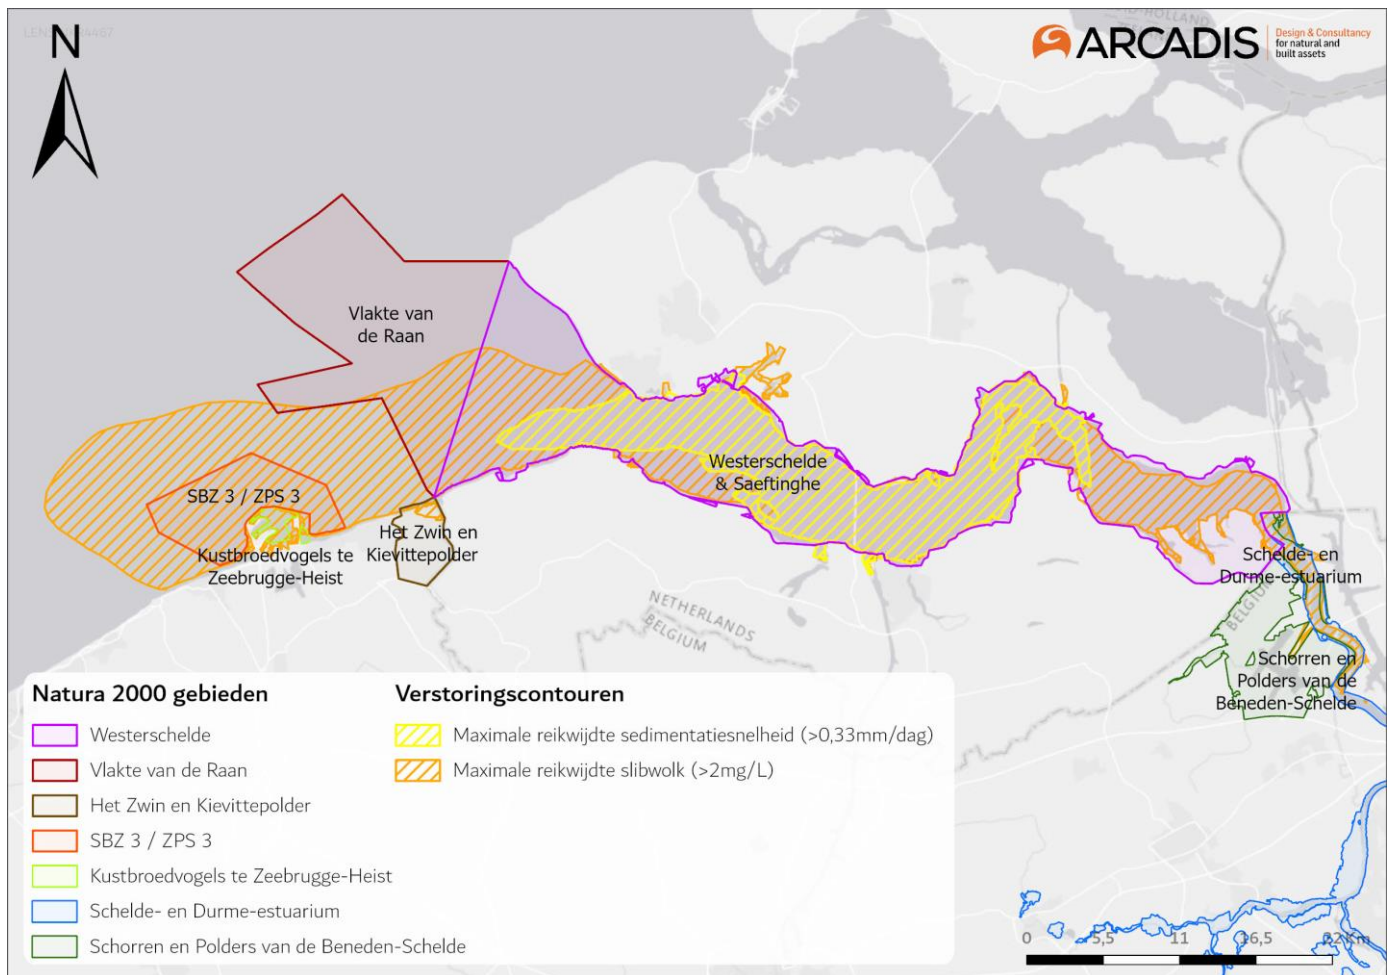 N
ARCADIS
Design & Consultancy
for natural and
built assets
Vlakte van
de Raan
SBZ 3 / ZPS 3
Kustbroedvogels te
Zeebrugge-Heist
Het Zwin en
Kievittepolder
Westerschelde
& Saeftinghe
Schelde- en
Durme-estuarium
Schorren en
Polders van de
Beneden-Schelde
NETHERLANDS
BELGIUM
BELGIUM
Natura 2000 gebieden
Westerschelde
Vlakte van de Raan
Het Zwin en Kievittepolder
SBZ 3 / ZPS 3
Kustbroedvogels te Zeebrugge-Heist
Schelde- en Durme-estuarium
Schorren en Polders van de Beneden-Schelde
Verstoringscontouren
Maximale reikwijdte sedimentatiesnelheid (>0,33mm/dag)
Maximale reikwijdte slibwolk (>2mg/L)
0 5,5 11 16,5 22 Km